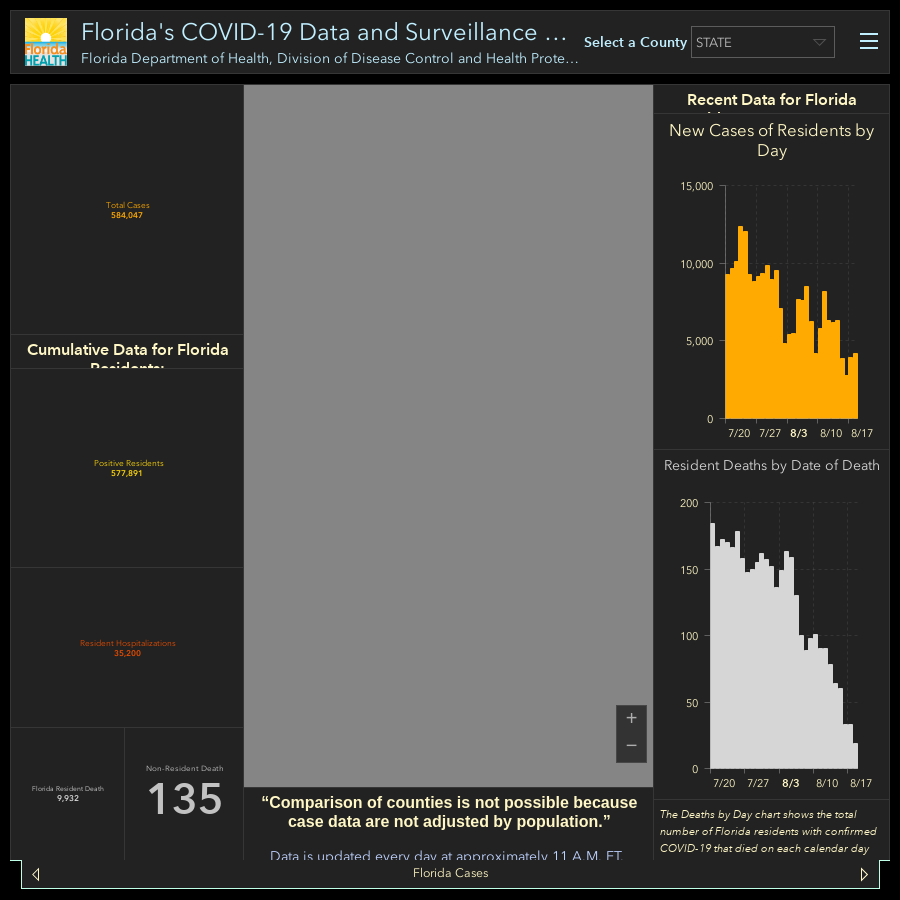 Florida's COVID-19 Data and Surveillance ...
Florida Department of Health, Division of Disease Control and Health Prote...
Florida
HEALTH
Select a County
STATE
Total Cases
584,047
Cumulative Data for Florida
Residents:
Positive Residents
577,891
Resident Hospitalizations
35,200
Florida Resident Death
9,932
Non-Resident Death
135
+
−
“Comparison of counties is not possible because
case data are not adjusted by population.”
Data is updated every day at approximately 11 A.M. ET.
Recent Data for Florida
New Cases of Residents by
Day
15,000
10,000
5,000
0
7/20 7/27 8/3 8/10 8/17
Resident Deaths by Date of Death
200
150
100
50
0
7/20 7/27 8/3 8/10 8/17
The Deaths by Day chart shows the total
number of Florida residents with confirmed
COVID-19 that died on each calendar day
Florida Cases